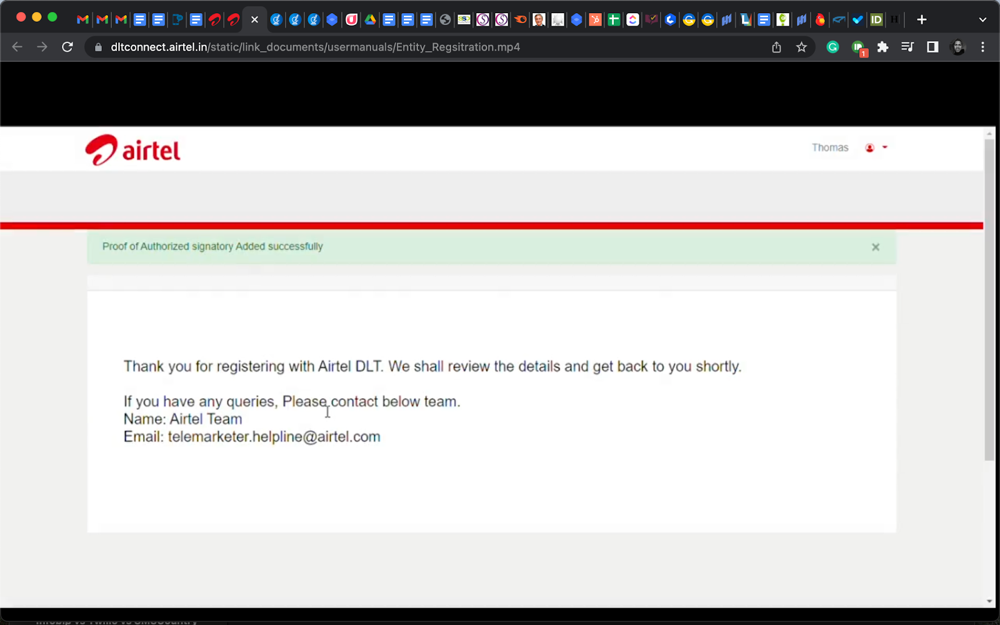 dltconnect.airtel.in/static/link_documents/usermanuals/Entity_Regsitration.mp4
1
airtel
Thomas
Proof of Authorized signatory Added successfully
Thank you for registering with Airtel DLT. We shall review the details and get back to you shortly.
If you have any queries, Please contact below team.
Name: Airtel Team
Email: telemarketer.helpline@airtel.com